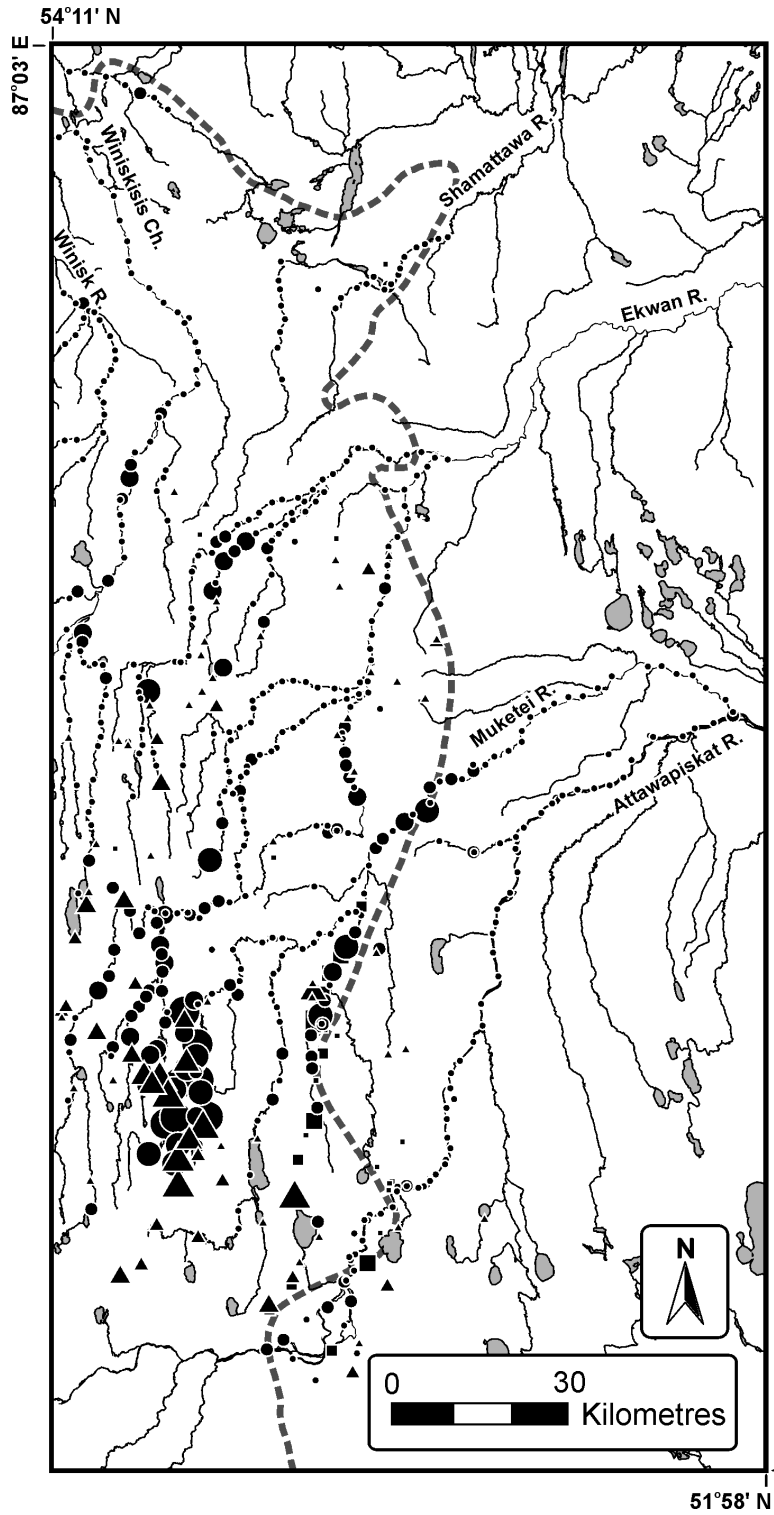 54°11' N
87°03' E
Winiskisis Ch.
Shamattawa R.
Winisk R.
Ekwan R.
Muketei R.
Attawapiskat R.
N
0 30
Kilometres
51°58' N